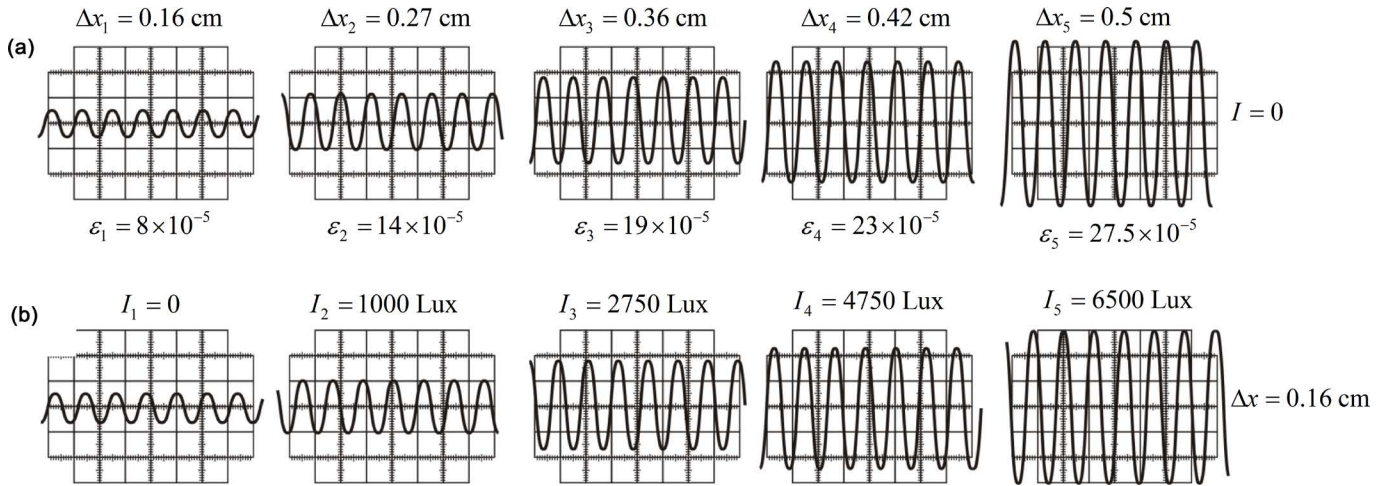 Δx₁ = 0.16 cm Δx₂ = 0.27 cm Δx₃ = 0.36 cm Δx₄ = 0.42 cm Δx₅ = 0.5 cm
(a)
I = 0
ε₁ = 8×10⁻⁵ ε₂ = 14×10⁻⁵ ε₃ = 19×10⁻⁵ ε₄ = 23×10⁻⁵ ε₅ = 27.5×10⁻⁵
(b) I₁ = 0 I₂ = 1000 Lux I₃ = 2750 Lux I₄ = 4750 Lux I₅ = 6500 Lux
Δx = 0.16 cm